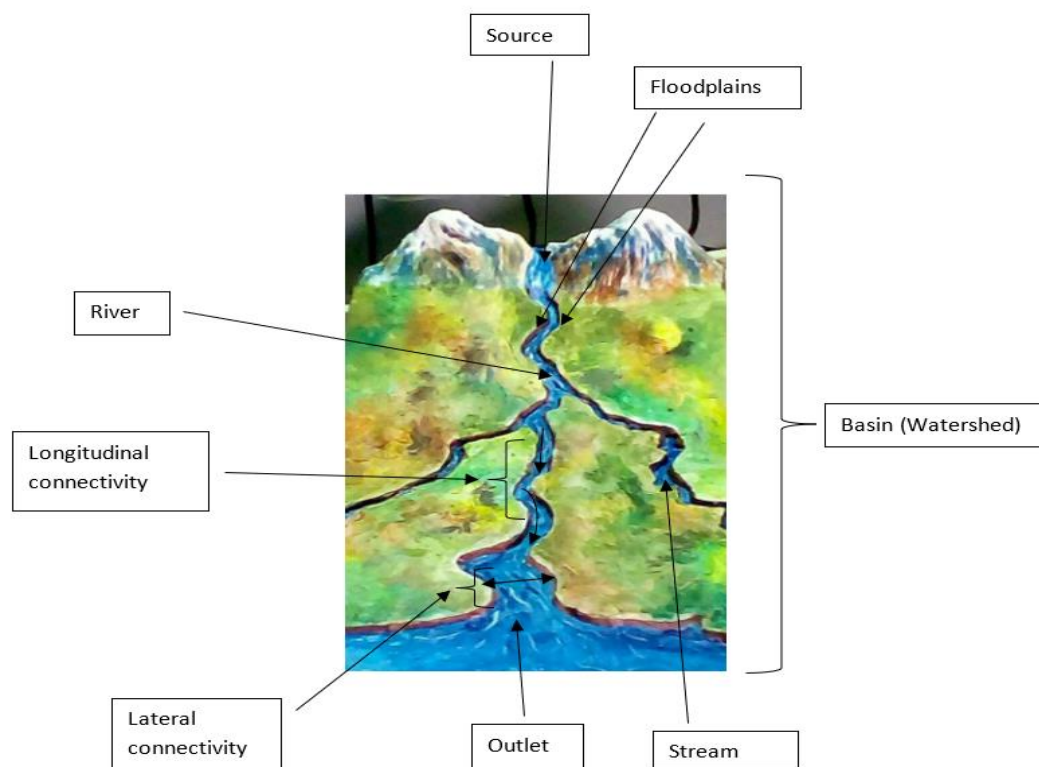 Source
Floodplains
River
Basin (Watershed)
Longitudinal
connectivity
Lateral
connectivity
Outlet
Stream